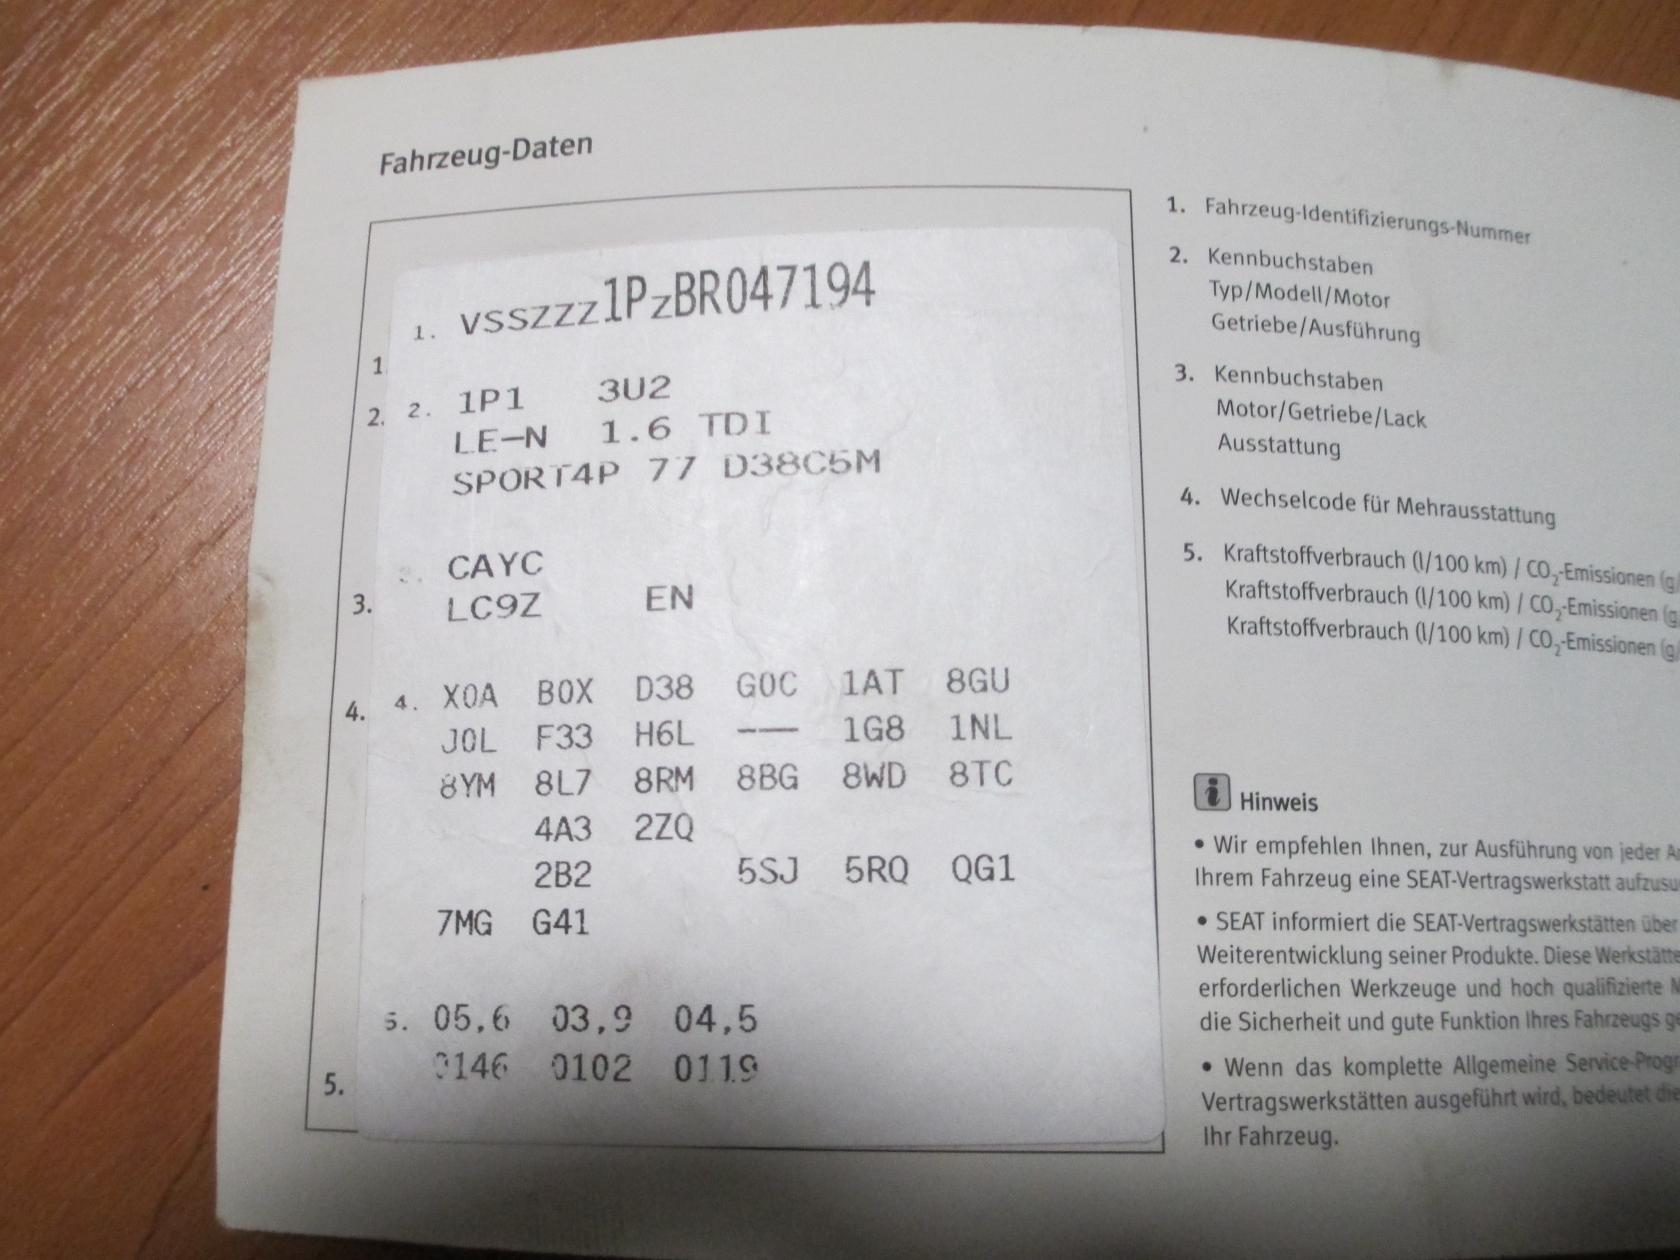 Fahrzeug-Daten
1. VSSZZZ1PZBR047194
1
2. 2. 1P1 3U2
LE-N 1.6 TDI
SPORT4P 77 D38C5M
CAYC
3. LC9Z EN
4. 4. X0A B0X D38 G0C 1AT 8GU
J0L F33 H6L --- 1G8 1NL
8YM 8L7 8RM 8BG 8WD 8TC
4A3 2ZQ
2B2 5SJ 5RQ QG1
7MG G41
5. 05,6 03,9 04,5
0146 0102 0119
5.
1. Fahrzeug-Identifizierungs-Nummer
2. Kennbuchstaben
Typ/Modell/Motor
Getriebe/Ausführung
3. Kennbuchstaben
Motor/Getriebe/Lack
Ausstattung
4. Wechselcode für Mehrausstattung
5. Kraftstoffverbrauch (l/100 km) / CO2-Emissionen (g/
Kraftstoffverbrauch (l/100 km) / CO2-Emissionen (g
Kraftstoffverbrauch (l/100 km) / CO2-Emissionen (g/
i Hinweis
• Wir empfehlen Ihnen, zur Ausführung von jeder
Ihrem Fahrzeug eine SEAT-Vertragswerkstatt aufzusu
• SEAT informiert die SEAT-Vertragswerkstätten über
Weiterentwicklung seiner Produkte. Diese Werkstätte
erforderlichen Werkzeuge und hoch qualifizierte
die Sicherheit und gute Funktion Ihres Fahrzeugs
• Wenn das komplette Allgemeine Service-Progr
Vertragswerkstätten ausgeführt wird, bedeutet
Ihr Fahrzeug.